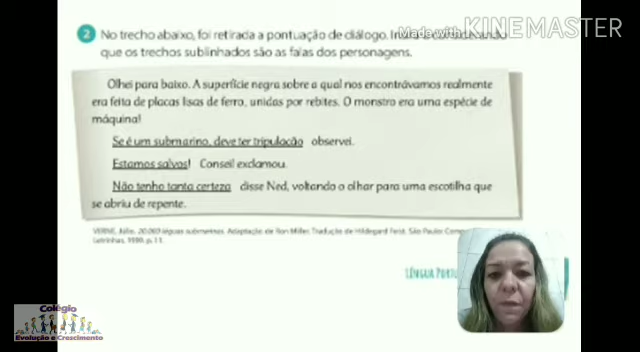 2 No trecho abaixo, foi retirada a pontuação de diálogo.
Made with KINEMASTER
que os trechos sublinhados são as falas dos personagens.
Olhei para baixo. A superfície negra sobre a qual nos encontrávamos realmente
era feita de placas lisas de ferro, unidas por rebites. O monstro era uma espécie de
máquina!
Se é um submarino, deve ter tripulação observei.
Estamos salvos! Conseil exclamou.
Não tenho tanta certeza disse Ned, voltando o olhar para uma escotilha que
se abriu de repente.
VERNE, Júlio. 20.000 léguas submarinas. Adaptação de Ron Miller. Tradução de Hildegard Feist. São Paulo:
Letrinhas, p. 11.
LÍNGUA
Colégio
Evolução e Crescimento